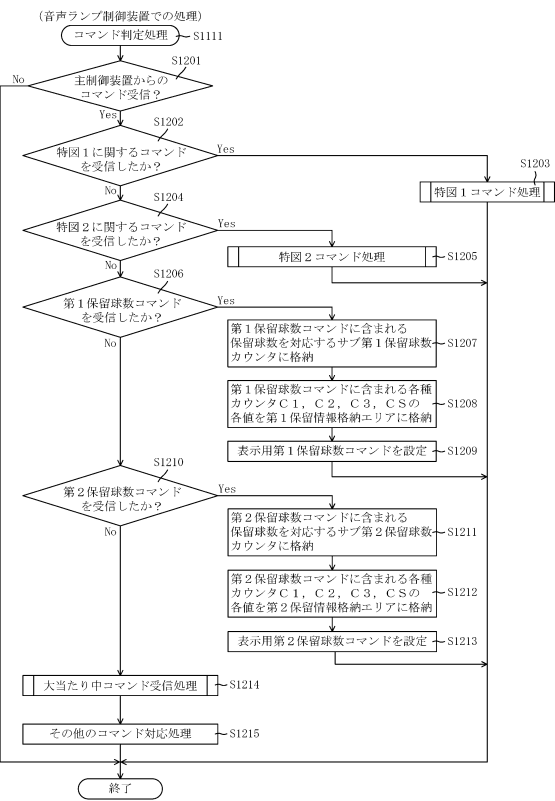 (音声ランプ制御装置での処理)
コマンド判定処理
S1111
S1201
No
主制御装置からの
コマンド受信？
Yes
S1202
特図１に関するコマンド
を受信したか？
Yes
No
S1203
特図１コマンド処理
S1204
特図２に関するコマンド
を受信したか？
Yes
No
特図２コマンド処理
S1205
S1206
第１保留球数コマンド
を受信したか？
Yes
No
第１保留球数コマンドに含まれる
保留球数を対応するサブ第１保留球数
カウンタに格納
S1207
第１保留球数コマンドに含まれる各種
カウンタＣ１，Ｃ２，Ｃ３，ＣＳの
各値を第１保留情報格納エリアに格納
S1208
表示用第１保留球数コマンドを設定
S1209
S1210
第２保留球数コマンド
を受信したか？
Yes
No
第２保留球数コマンドに含まれる
保留球数を対応するサブ第２保留球数
カウンタに格納
S1211
第２保留球数コマンドに含まれる各種
カウンタＣ１，Ｃ２，Ｃ３，ＣＳの
各値を第２保留情報格納エリアに格納
S1212
表示用第２保留球数コマンドを設定
S1213
大当たり中コマンド受信処理
S1214
その他のコマンド対応処理
S1215
終了